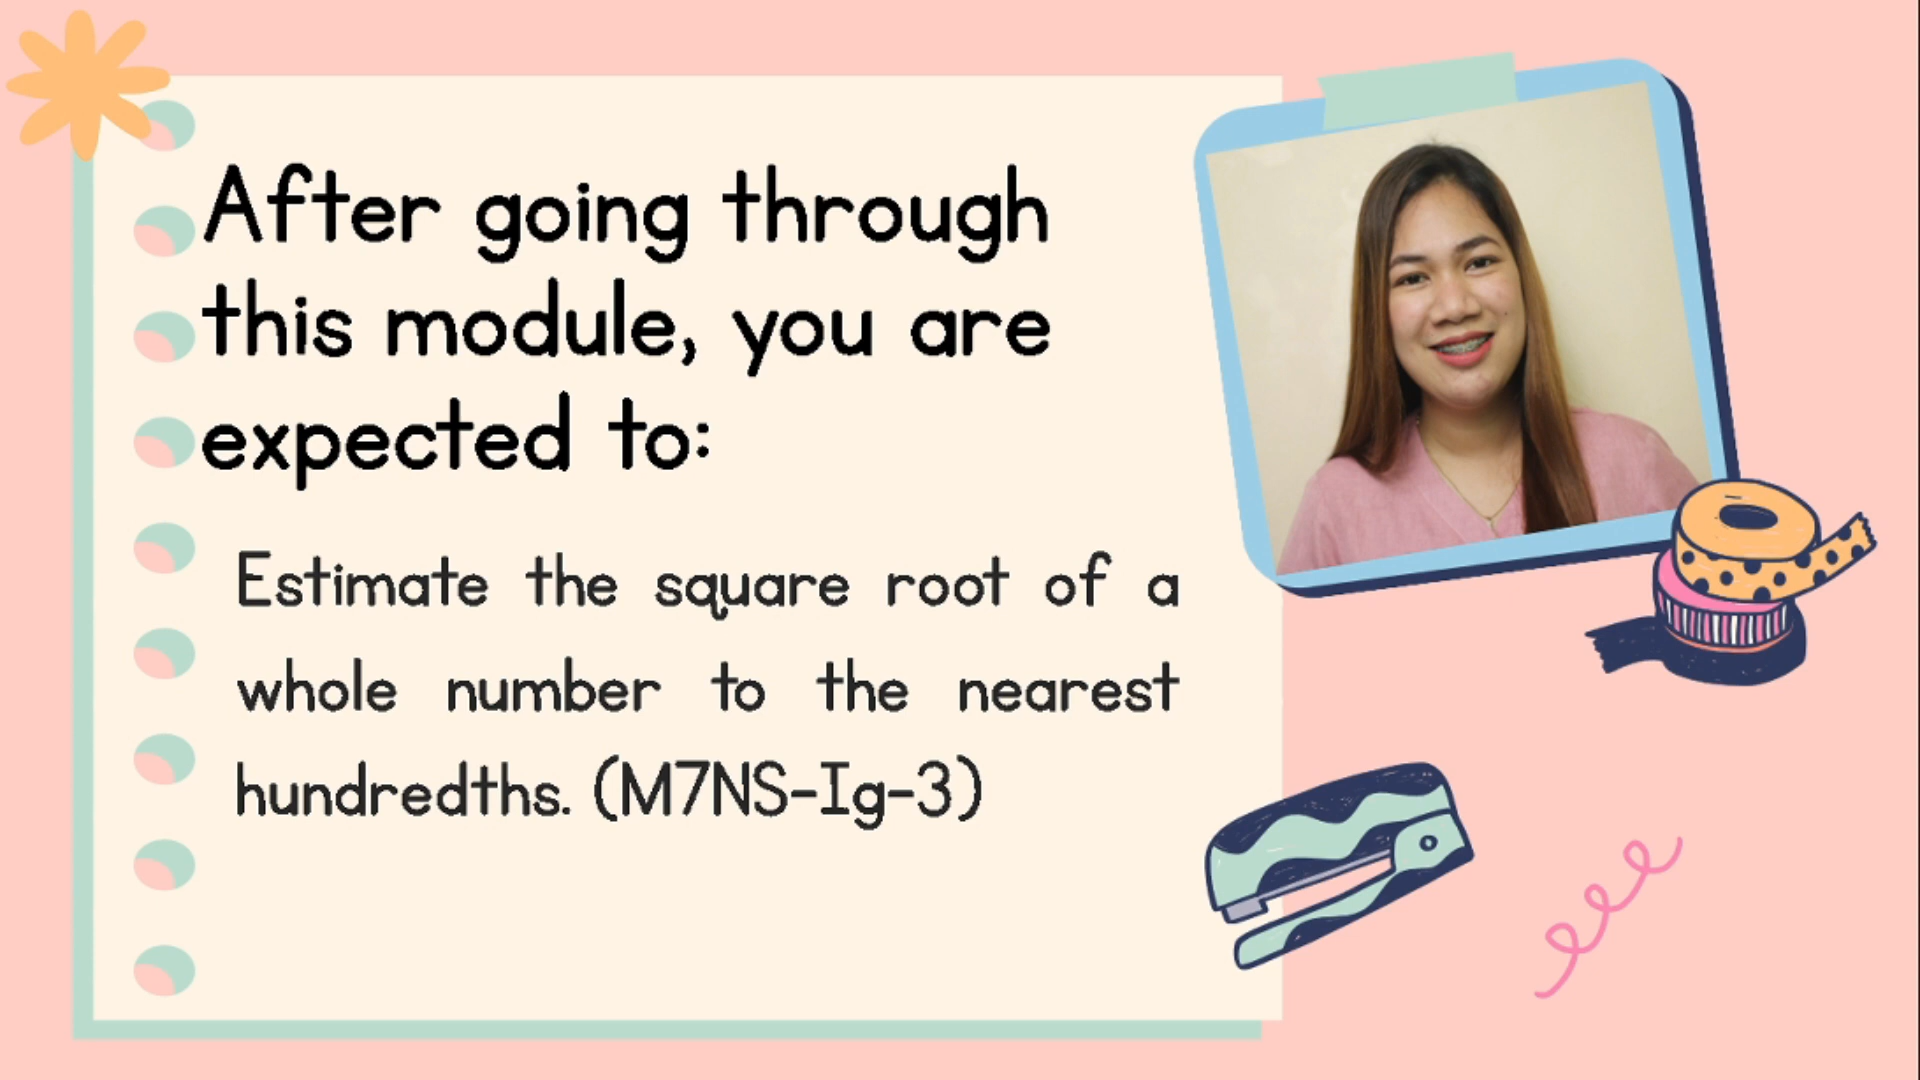 After going through
this module, you are
expected to:
Estimate the square root of a
whole number to the nearest
hundredths. (M7NS-Ig-3)